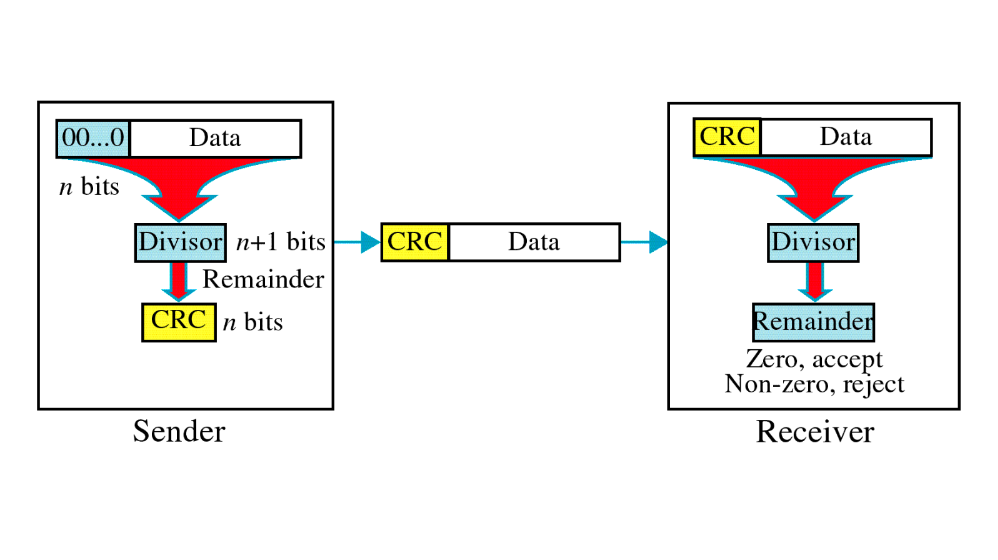 00...0 Data
n bits
Divisor n+1 bits
Remainder
CRC n bits
Sender
CRC Data
CRC Data
Divisor
Remainder
Zero, accept
Non-zero, reject
Receiver